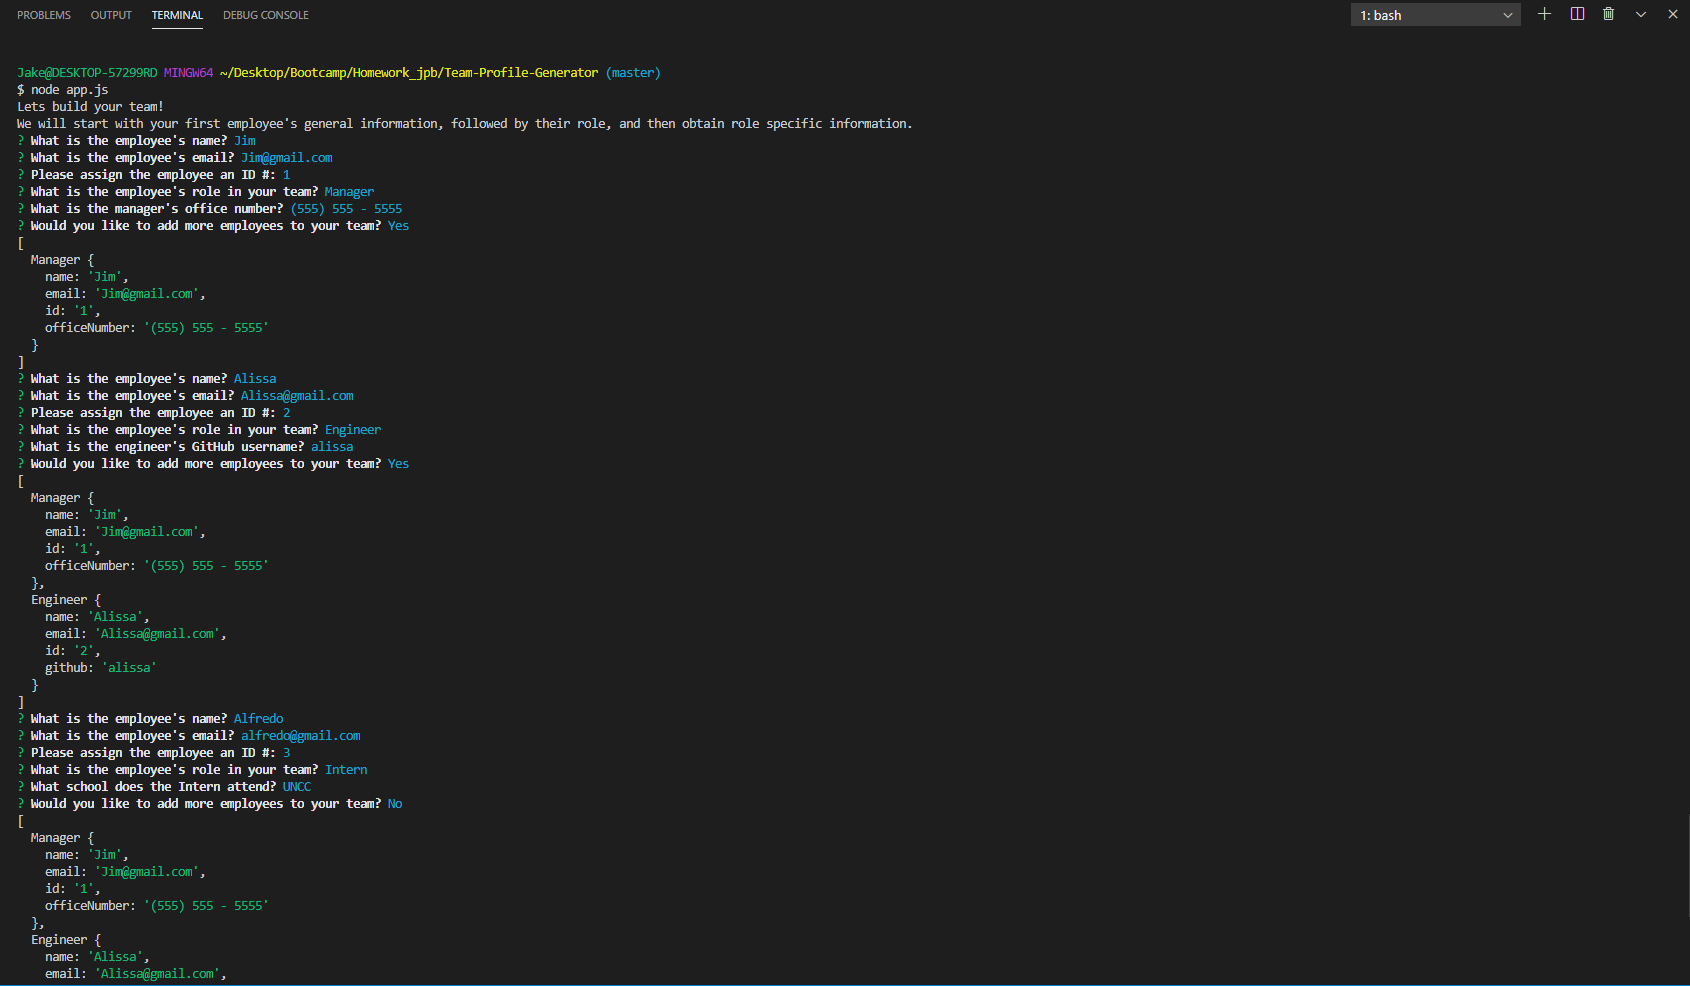 PROBLEMS OUTPUT TERMINAL DEBUG CONSOLE 1: bash
Jake@DESKTOP-57299RD MINGW64 ~/Desktop/Bootcamp/Homework_jpb/Team-Profile-Generator (master)
$ node app.js
Lets build your team!
We will start with your first employee's general information, followed by their role, and then obtain role specific information.
? What is the employee's name? Jim
? What is the employee's email? Jim@gmail.com
? Please assign the employee an ID #: 1
? What is the employee's role in your team? Manager
? What is the manager's office number? (555) 555 - 5555
? Would you like to add more employees to your team? Yes
[
  Manager {
    name: 'Jim',
    email: 'Jim@gmail.com',
    id: '1',
    officeNumber: '(555) 555 - 5555'
  }
]
? What is the employee's name? Alissa
? What is the employee's email? Alissa@gmail.com
? Please assign the employee an ID #: 2
? What is the employee's role in your team? Engineer
? What is the engineer's GitHub username? alissa
? Would you like to add more employees to your team? Yes
[
  Manager {
    name: 'Jim',
    email: 'Jim@gmail.com',
    id: '1',
    officeNumber: '(555) 555 - 5555'
  },
  Engineer {
    name: 'Alissa',
    email: 'Alissa@gmail.com',
    id: '2',
    github: 'alissa'
  }
]
? What is the employee's name? Alfredo
? What is the employee's email? alfredo@gmail.com
? Please assign the employee an ID #: 3
? What is the employee's role in your team? Intern
? What school does the Intern attend? UNCC
? Would you like to add more employees to your team? No
[
  Manager {
    name: 'Jim',
    email: 'Jim@gmail.com',
    id: '1',
    officeNumber: '(555) 555 - 5555'
  },
  Engineer {
    name: 'Alissa',
    email: 'Alissa@gmail.com',